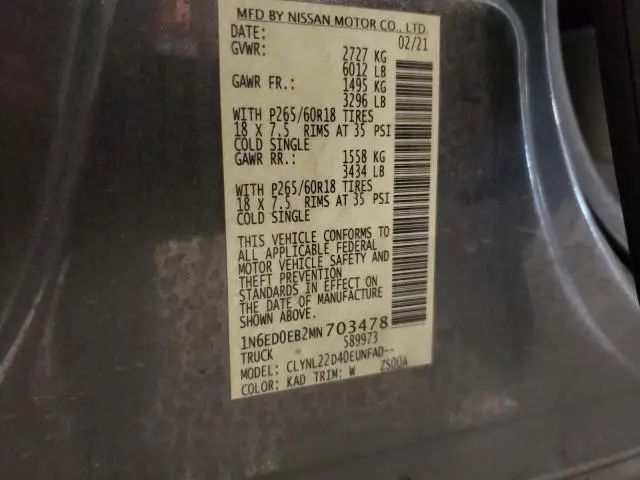 MFD BY NISSAN MOTOR CO., LTD.
DATE: 02/21
GVWR: 2727 KG
6012 LB
GAWR FR.: 1495 KG
3296 LB
WITH P265/60R18 TIRES
18 X 7.5 RIMS AT 35 PSI
COLD SINGLE
GAWR RR.: 1558 KG
3434 LB
WITH P265/60R18 TIRES
18 X 7.5 RIMS AT 35 PSI
COLD SINGLE
THIS VEHICLE CONFORMS TO
ALL APPLICABLE FEDERAL
MOTOR VEHICLE SAFETY AND
THEFT PREVENTION
STANDARDS IN EFFECT ON
THE DATE OF MANUFACTURE
SHOWN ABOVE.
1N6ED0EB2MN703478
TRUCK 589973
MODEL: CLYNL22D40EUNFAD--
COLOR: KAD TRIM: W ZS00A